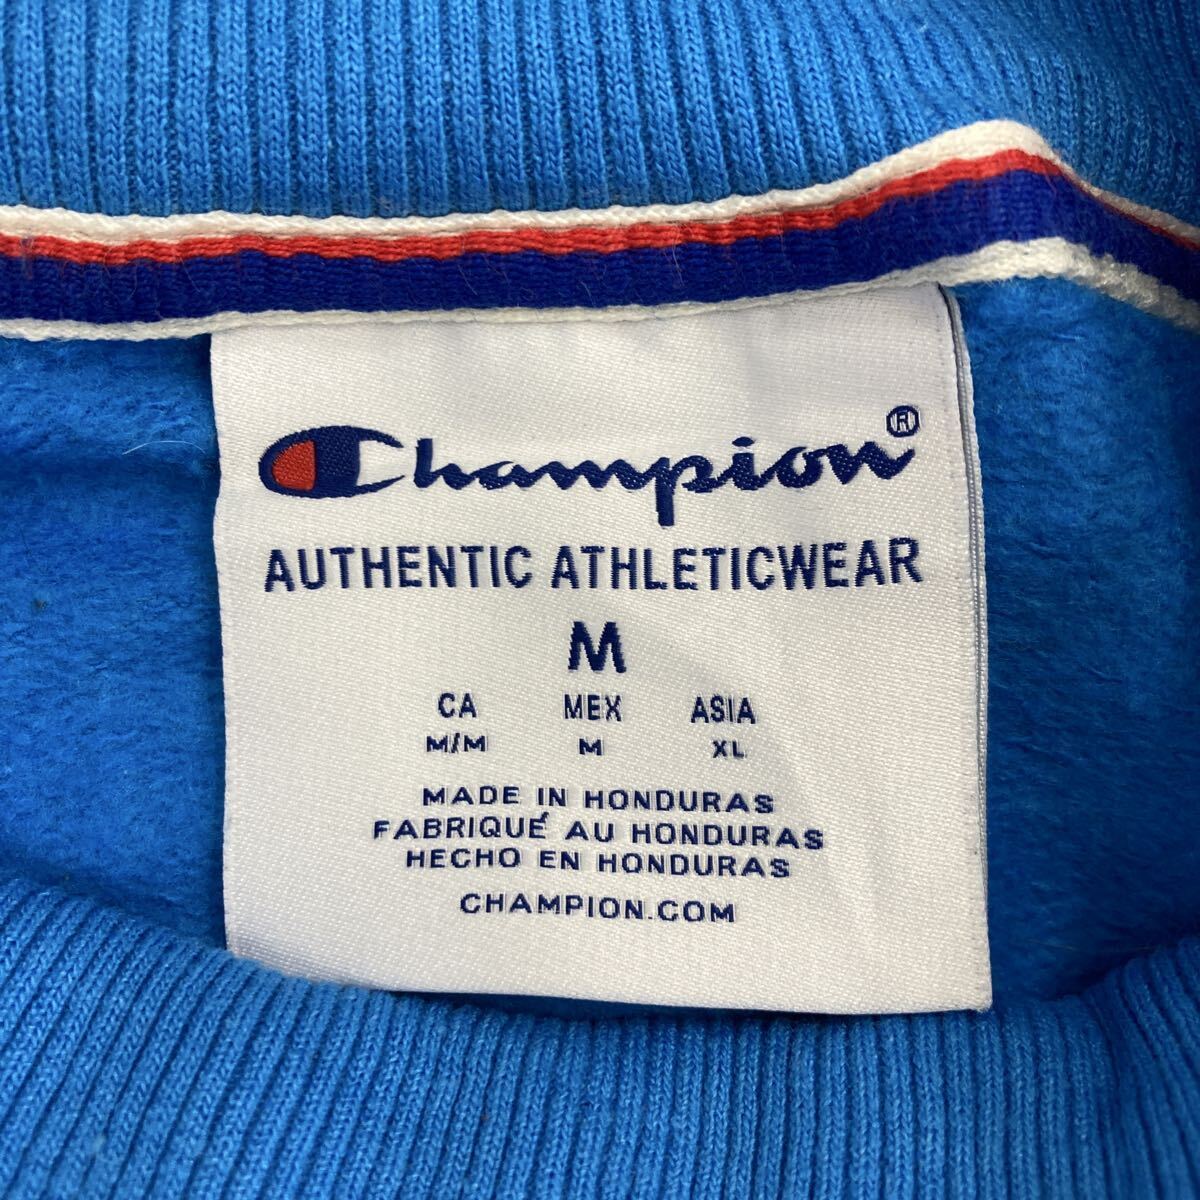 Champion®
AUTHENTIC ATHLETICWEAR
M
CA MEX ASIA
M/M M XL
MADE IN HONDURAS
FABRIQUÉ AU HONDURAS
HECHO EN HONDURAS
CHAMPION.COM